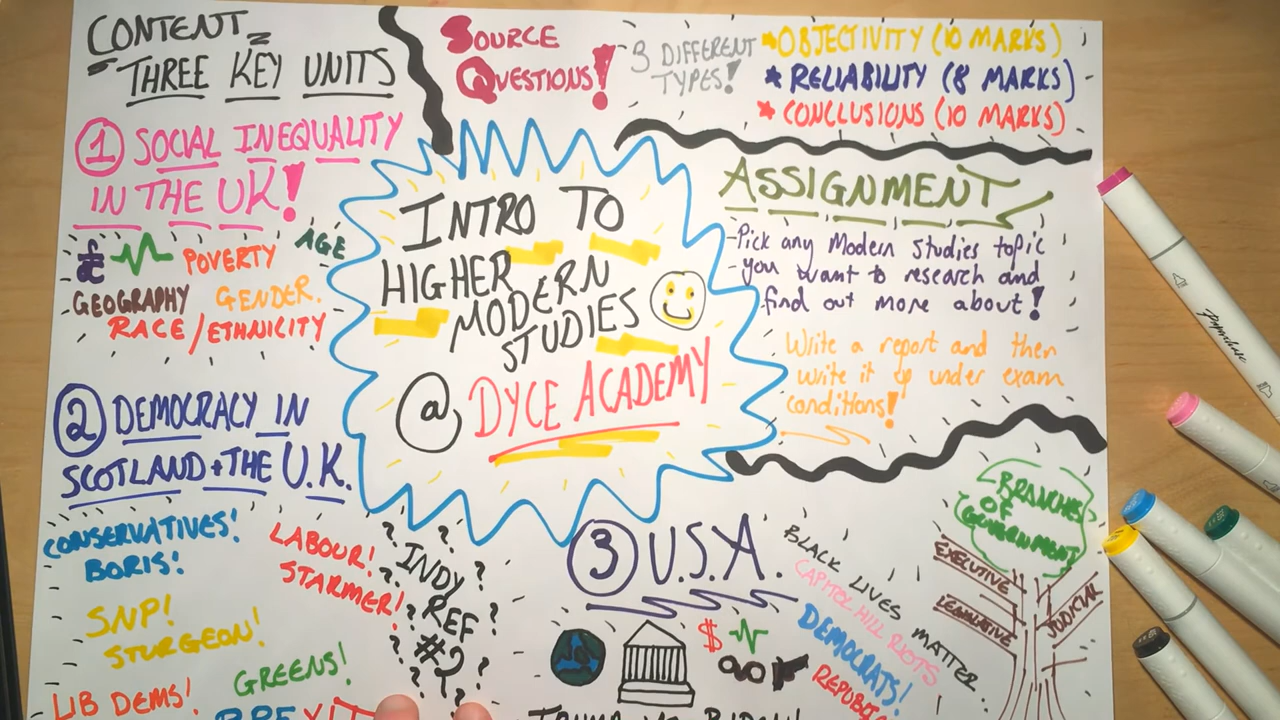 CONTENT
THREE KEY UNITS
1 SOCIAL INEQUALITY
IN THE UK!
£ POVERTY AGE
GEOGRAPHY GENDER.
RACE/ETHNICITY
2 DEMOCRACY IN
SCOTLAND + THE U.K.
CONSERVATIVES!
BORIS!
LABOUR!
STARMER!
SNP!
STURGEON!
LIB DEMS!
GREENS!
BREXIT
? INDY ?
? REF ?
? #2 ?
SOURCE
QUESTIONS!
3 DIFFERENT
TYPES!
* OBJECTIVITY (10 MARKS)
* RELIABILITY (8 MARKS)
* CONCLUSIONS (10 MARKS)
INTRO TO
HIGHER
MODERN
STUDIES
@ DYCE ACADEMY
ASSIGNMENT
-Pick any Modern Studies topic
-you want to research and
-find out more about!
Write a report and then
write it up under exam
conditions!
3 U.S.A.
$
BLACK LIVES MATTER.
CAPITOL HILL RIOTS
DEMOCRATS!
BRANCHES
OF
GOVERNMENT
EXECUTIVE
LEGISLATIVE
JUDICIAL
Paperchase